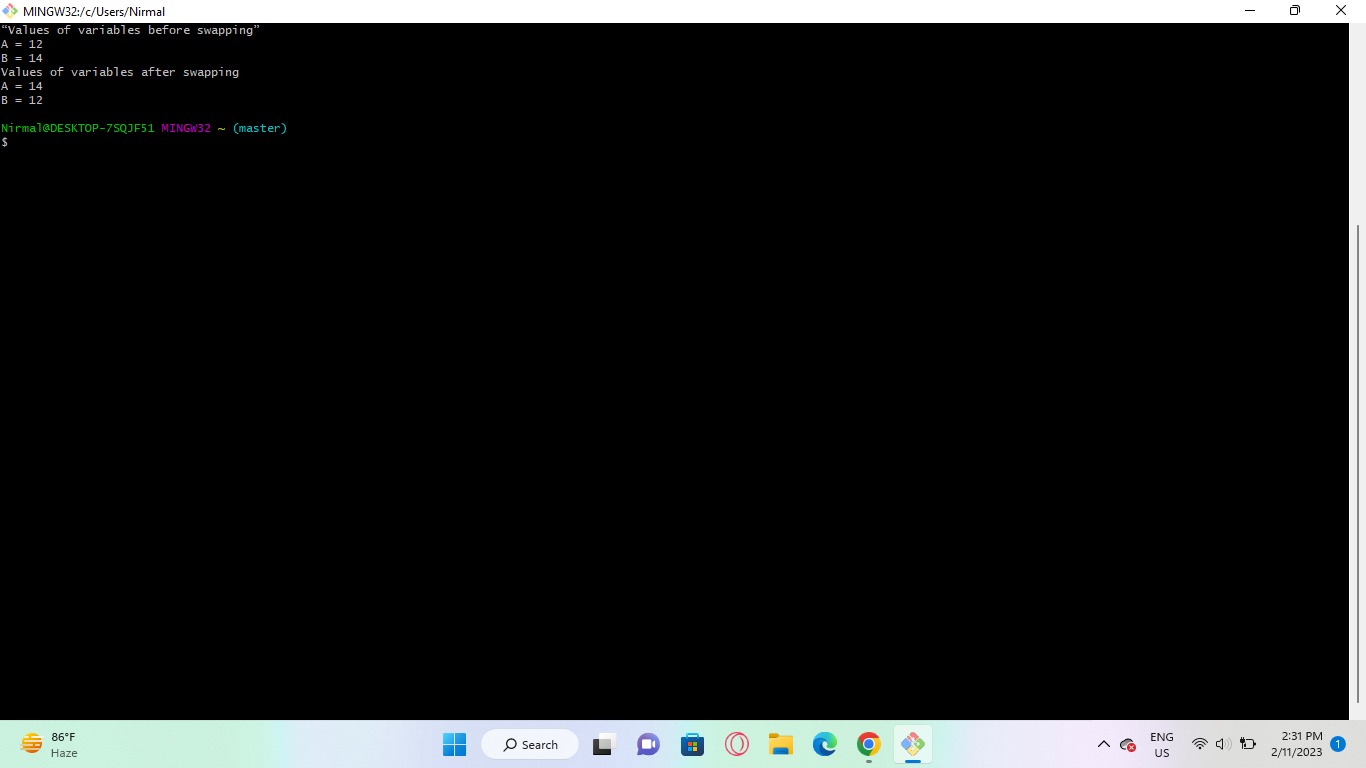 MINGW32:/c/Users/Nirmal
“Values of variables before swapping”
A = 12
B = 14
Values of variables after swapping
A = 14
B = 12
Nirmal@DESKTOP-7SQJF51 MINGW32 ~ (master)
$
86°F
Haze
Search
ENG
US
2:31 PM
2/11/2023
1